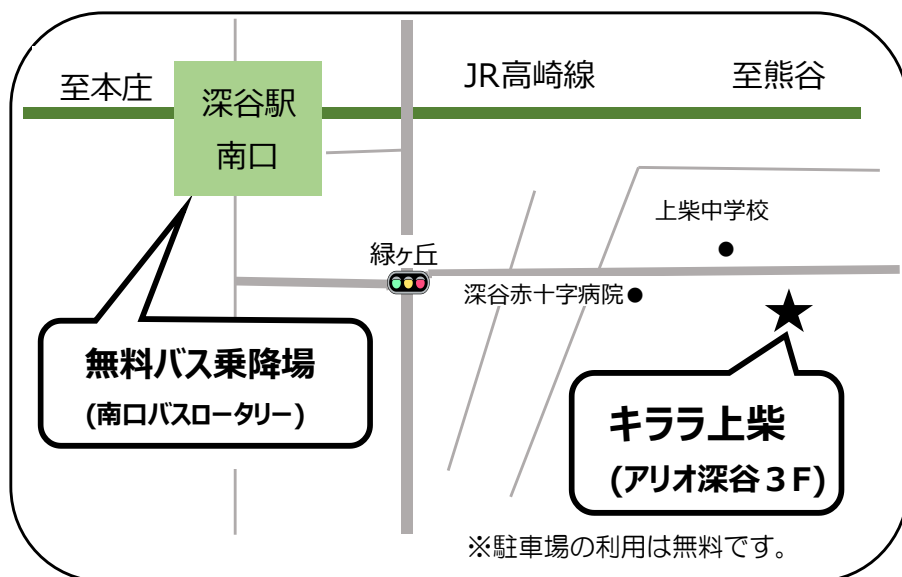 至本庄
JR高崎線
至熊谷
深谷駅
南口
上柴中学校
緑ヶ丘
深谷赤十字病院
無料バス乗降場
(南口バスロータリー)
キララ上柴
(アリオ深谷3F)
※駐車場の利用は無料です。